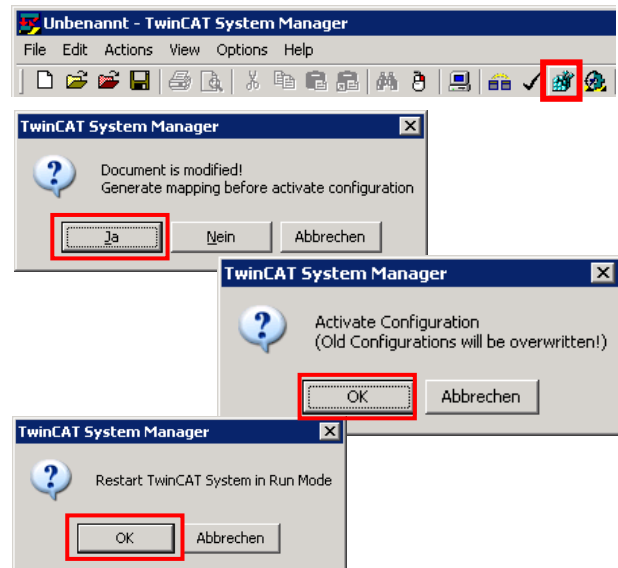 Unbenannt - TwinCAT System Manager
File Edit Actions View Options Help
TwinCAT System Manager
Document is modified!
Generate mapping before activate configuration
Ja Nein Abbrechen
TwinCAT System Manager
Activate Configuration
(Old Configurations will be overwritten!)
OK Abbrechen
TwinCAT System Manager
Restart TwinCAT System in Run Mode
OK Abbrechen